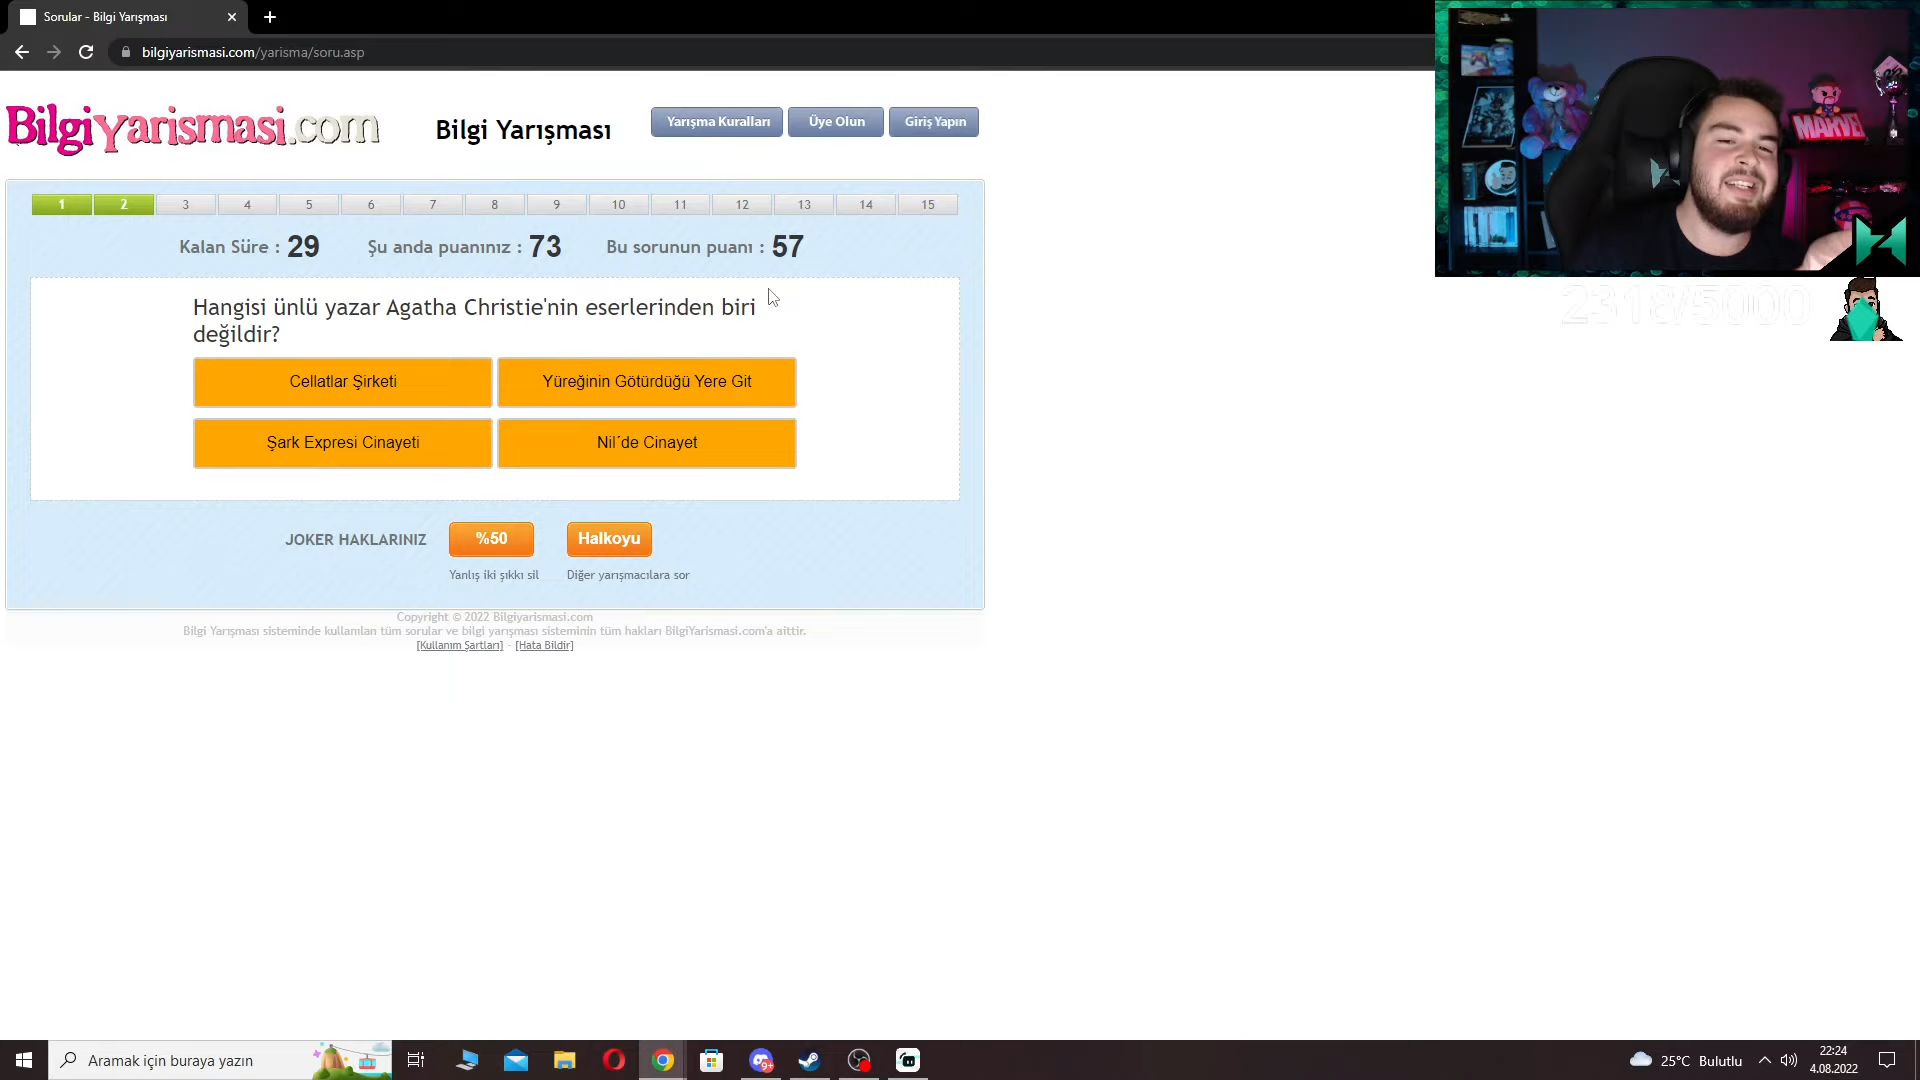 Sorular - Bilgi Yarışması
bilgiyarismasi.com/yarisma/soru.asp
Bilgiyarismasi.com
Bilgi Yarışması
Yarışma Kuralları
Üye Olun
Giriş Yapın
1 2 3 4 5 6 7 8 9 10 11 12 13 14 15
Kalan Süre : 29 Şu anda puanınız : 73 Bu sorunun puanı : 57
Hangisi ünlü yazar Agatha Christie'nin eserlerinden biri
değildir?
Cellatlar Şirketi
Yüreğinin Götürdüğü Yere Git
Şark Expresi Cinayeti
Nil´de Cinayet
JOKER HAKLARINIZ
%50
Halkoyu
Yanlış iki şıkkı sil
Diğer yarışmacılara sor
Copyright © 2022 Bilgiyarismasi.com
Bilgi Yarışması sisteminde kullanılan tüm sorular ve bilgi yarışması sisteminin tüm hakları BilgiYarismasi.com'a aittir.
[Kullanım Şartları] - [Hata Bildir]
MARVEL
2318/5000
Aramak için buraya yazın
9+
25°C Bulutlu
22:24
4.08.2022